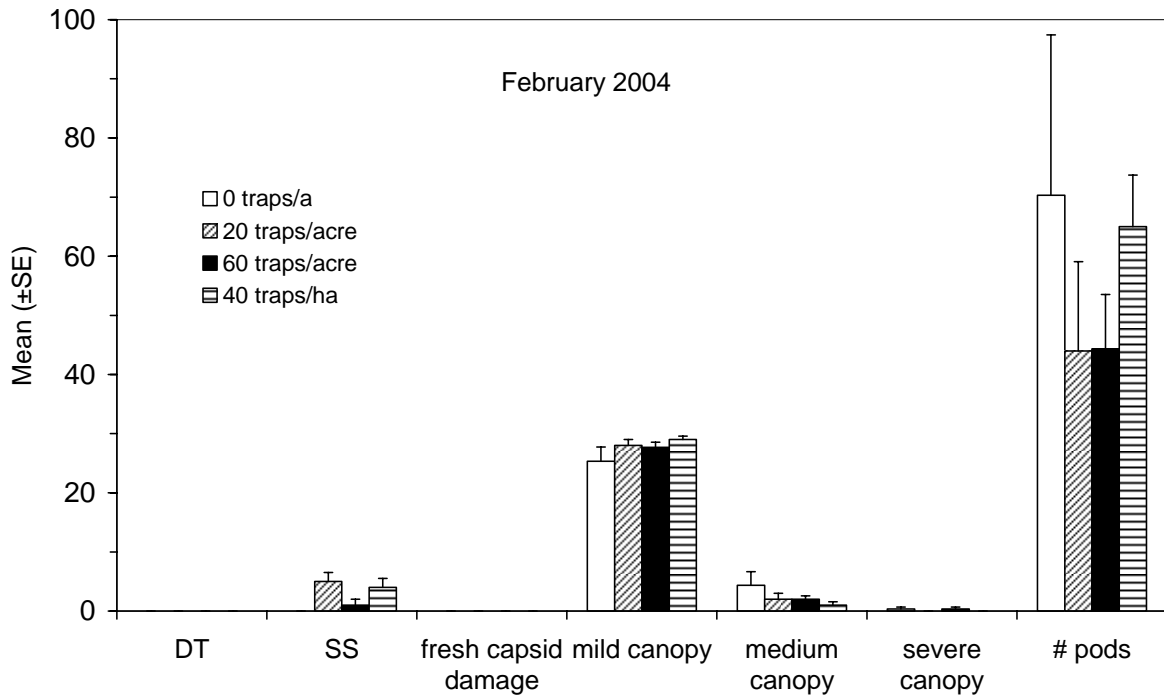 Mean (±SE)
100
80
60
40
20
0
February 2004
0 traps/a
20 traps/acre
60 traps/acre
40 traps/ha
DT
SS
fresh capsid
damage
mild canopy
medium
canopy
severe
canopy
# pods